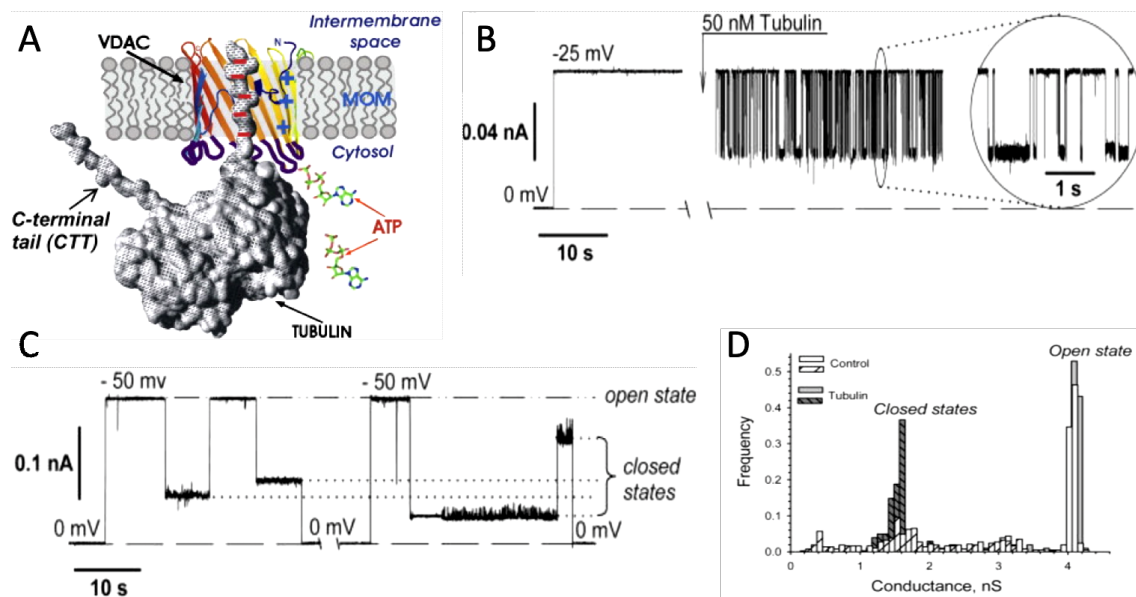 A
Intermembrane
space
VDAC
N
MOM
Cytosol
C-terminal
tail (CTT)
ATP
TUBULIN
B
50 nM Tubulin
-25 mV
0.04 nA
0 mV
10 s
1 s
C
- 50 mv
- 50 mV
open state
0.1 nA
closed
states
0 mV
0 mV
0 mV
10 s
D
Open state
Control
Tubulin
Closed states
Frequency
0.5
0.4
0.3
0.2
0.1
0.0
0
1
2
3
4
Conductance, nS